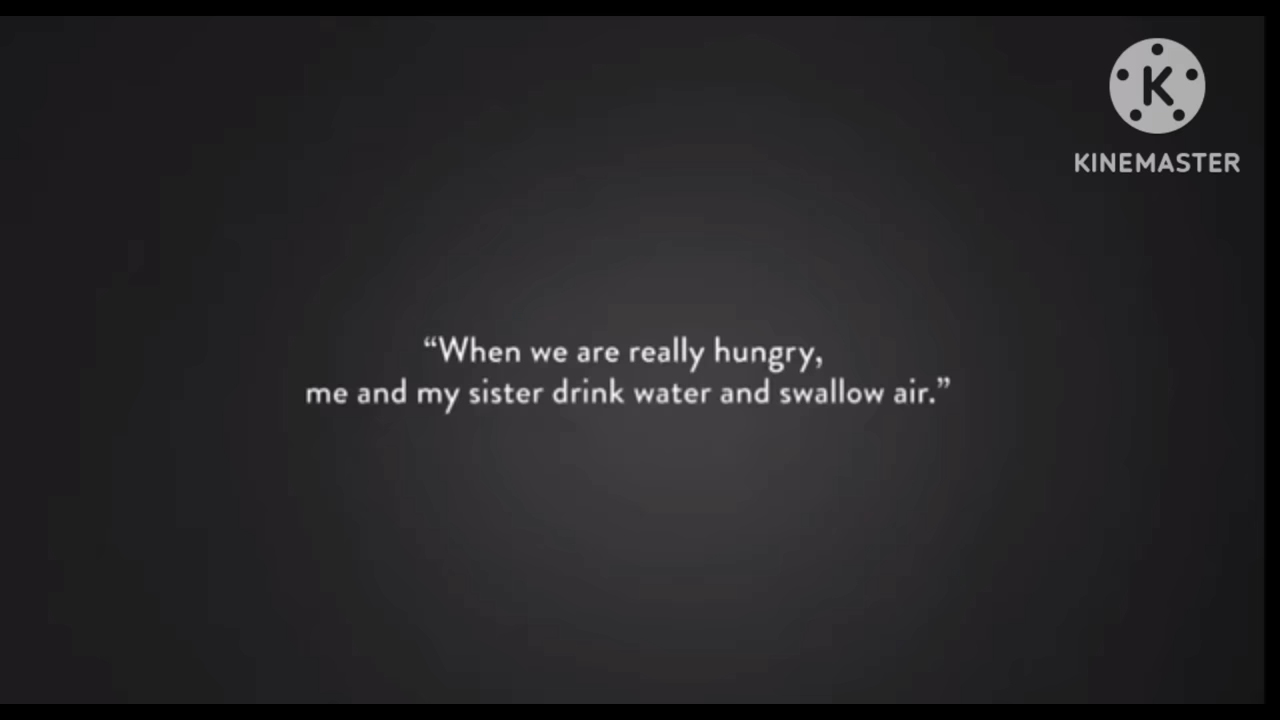 K
KINEMASTER
“When we are really hungry,
me and my sister drink water and swallow air.”